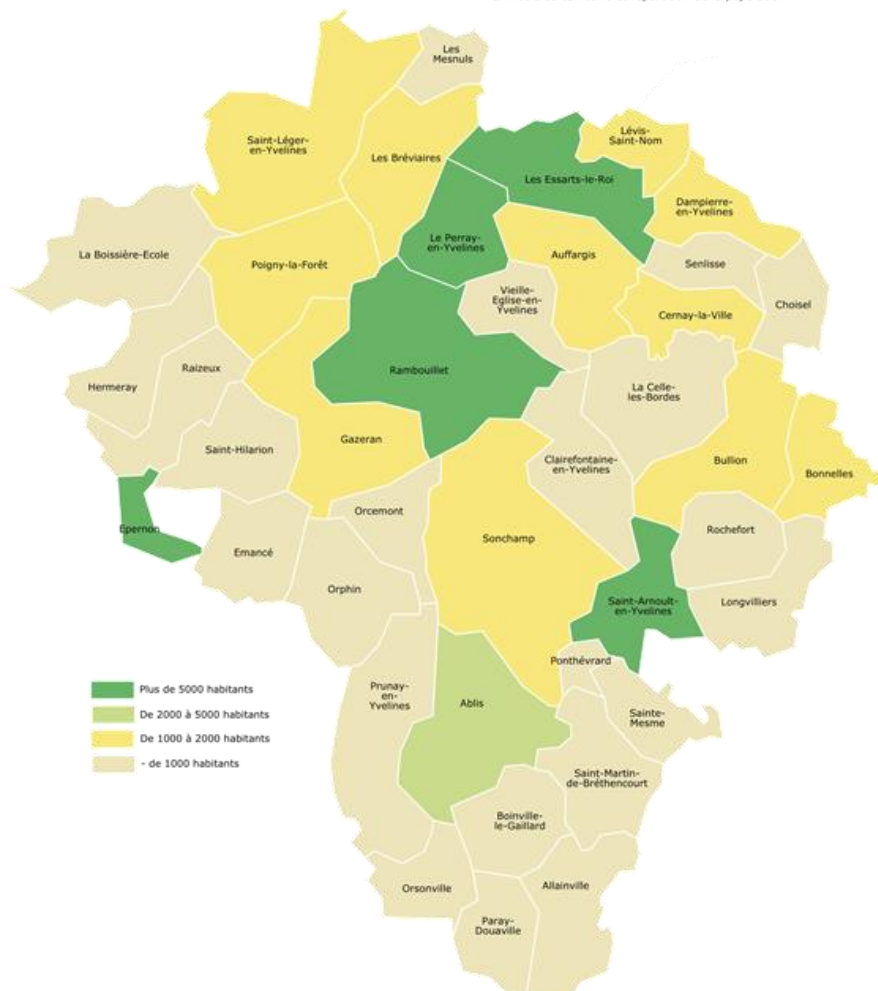 Les
Mesnuls
Saint-Léger-
en-Yvelines
Les Bréviaires
Lévis-
Saint-Nom
Les Essarts-le-Roi
Dampierre-
en-Yvelines
Le Perray-
en-Yvelines
La Boissière-Ecole
Poigny-la-Forêt
Auffargis
Senlisse
Choisel
Vieille-
Eglise-en-
Yvelines
Cernay-la-Ville
Rambouillet
Raizeux
Hermeray
La Celle-
les-Bordes
Gazeran
Saint-Hilarion
Clairefontaine-
en-Yvelines
Bullion
Bonnelles
Orcemont
Epernon
Rochefort
Sonchamp
Emancé
Orphin
Saint-Arnoult-
en-Yvelines
Longvilliers
Ponthévrard
Plus de 5000 habitants
De 2000 à 5000 habitants
De 1000 à 2000 habitants
- de 1000 habitants
Prunay-
en-
Yvelines
Ablis
Sainte-
Mesme
Saint-Martin-
de-Bréthencourt
Boinville-
le-Gaillard
Orsonville
Allainville
Paray-
Douaville